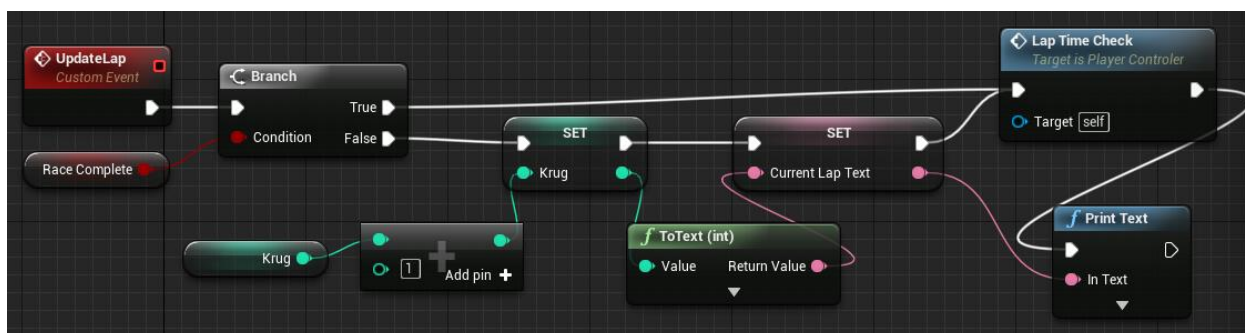 UpdateLap
Custom Event
Race Complete
Branch
True
Condition
False
Krug
1
Add pin
SET
Krug
ToText (int)
Value
Return Value
SET
Current Lap Text
Lap Time Check
Target is Player Controler
Target
self
f Print Text
In Text